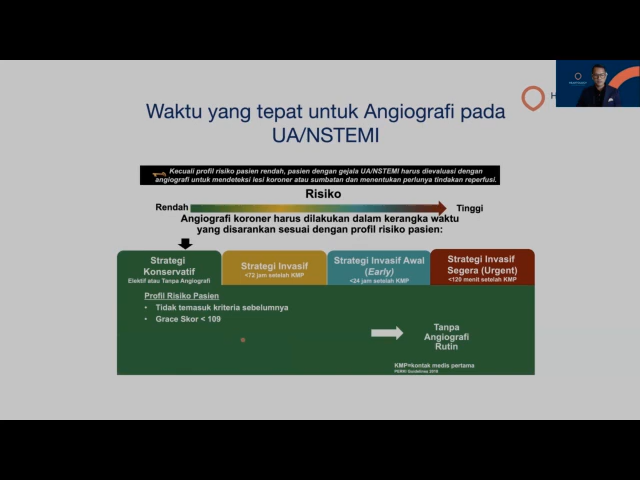 Waktu yang tepat untuk Angiografi pada
UA/NSTEMI
Kecuali profil risiko pasien rendah, pasien dengan gejala UA/NSTEMI harus dievaluasi dengan
angiografi untuk mendeteksi lesi koroner atau sumbatan dan menentukan perlunya tindakan reperfusi.
Risiko
Rendah
Tinggi
Angiografi koroner harus dilakukan dalam kerangka waktu
yang disarankan sesuai dengan profil risiko pasien:
Strategi
Konservatif
Elektif atau Tanpa Angiografi
Strategi Invasif
<72 jam setelah KMP
Strategi Invasif Awal
(Early)
<24 jam setelah KMP
Strategi Invasif
Segera (Urgent)
<120 menit setelah KMP
Profil Risiko Pasien
• Tidak temasuk kriteria sebelumnya
• Grace Skor < 109
Tanpa
Angiografi
Rutin
KMP=kontak medis pertama